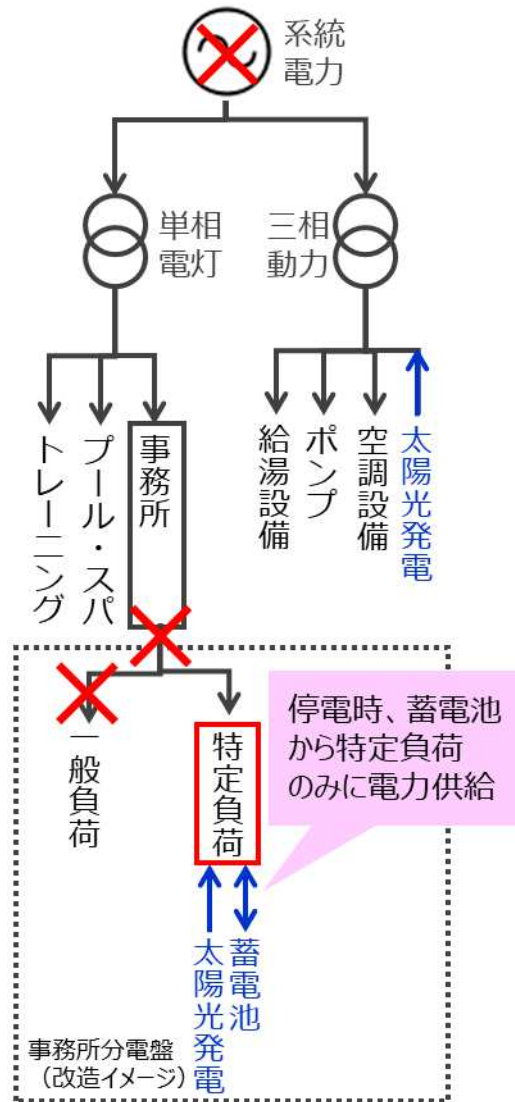 系統
電力
単相
電灯
三相
動力
トレーニング
プール・スパ
事務所
給湯設備
ポンプ
空調設備
太陽光発電
一般負荷
特定負荷
停電時、蓄電池
から特定負荷
のみに電力供給
太陽光発電
蓄電池
事務所分電盤
（改造イメージ）